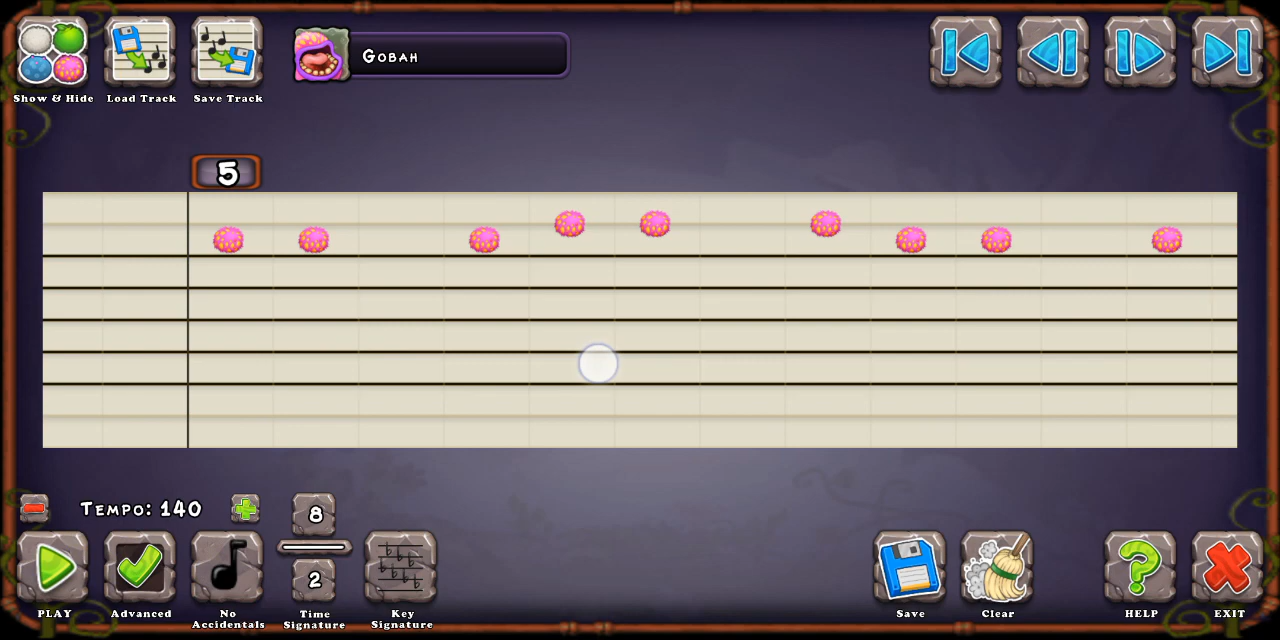 Gobah
Show & Hide
Load Track
Save Track
5
Tempo: 140
8
2
PLAY
Advanced
No
Accidentals
Time
Signature
Key
Signature
Save
Clear
HELP
EXIT